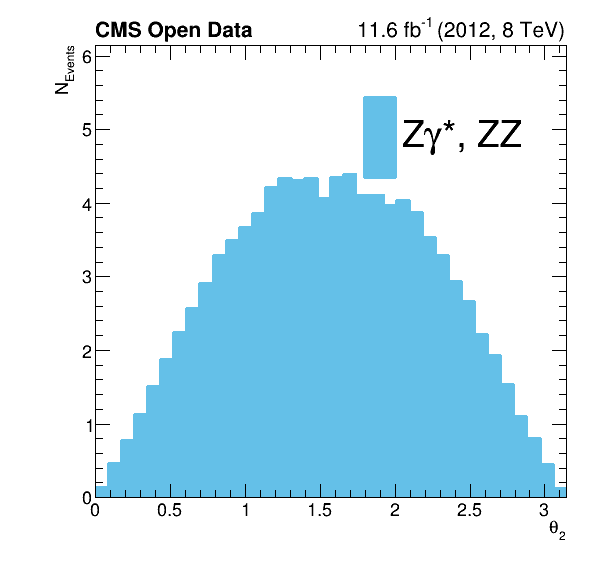 CMS Open Data 11.6 fb⁻¹ (2012, 8 TeV)
N_Events
6
5
4
3
2
1
0
Zγ*, ZZ
0 0.5 1 1.5 2 2.5 3
θ₂